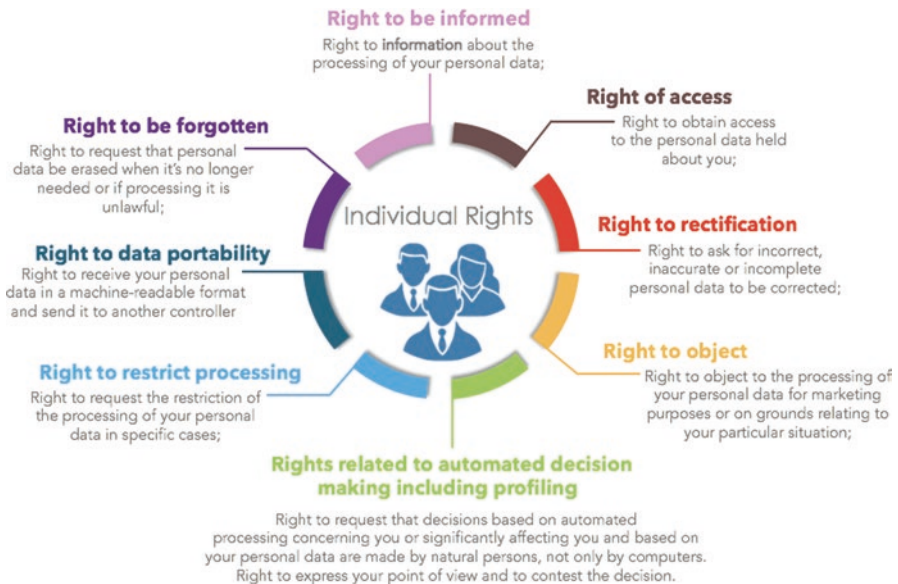 Right to be informed
Right to information about the
processing of your personal data;
Right of access
Right to obtain access
to the personal data held
about you;
Right to be forgotten
Right to request that personal
data be erased when it's no longer
needed or if processing it is
unlawful;
Individual Rights
Right to rectification
Right to ask for incorrect,
inaccurate or incomplete
personal data to be corrected;
Right to data portability
Right to receive your personal
data in a machine-readable format
and send it to another controller
Right to object
Right to object to the processing of
your personal data for marketing
purposes or on grounds relating to
your particular situation;
Right to restrict processing
Right to request the restriction of
the processing of your personal
data in specific cases;
Rights related to automated decision
making including profiling
Right to request that decisions based on automated
processing concerning you or significantly affecting you and based on
your personal data are made by natural persons, not only by computers.
Right to express your point of view and to contest the decision.